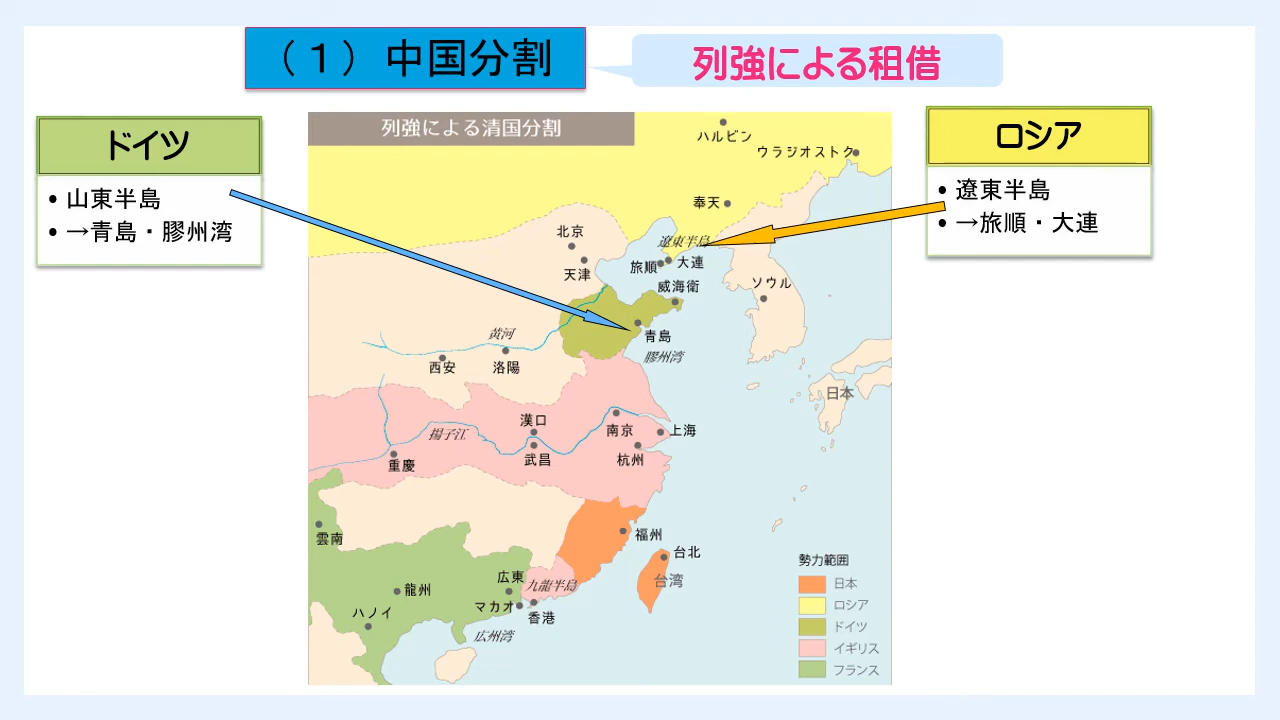 （１）中国分割
列強による租借
ドイツ
• 山東半島
• →青島・膠州湾
ロシア
• 遼東半島
• →旅順・大連
列強による清国分割
ハルビン
ウラジオストク
奉天
北京
遼東半島
天津
旅順
大連
威海衛
ソウル
黄河
青島
膠州湾
西安
洛陽
日本
漢口
揚子江
南京
上海
重慶
武昌
杭州
雲南
福州
台北
台湾
広東
九龍半島
龍州
マカオ
香港
ハノイ
広州湾
勢力範囲
日本
ロシア
ドイツ
イギリス
フランス